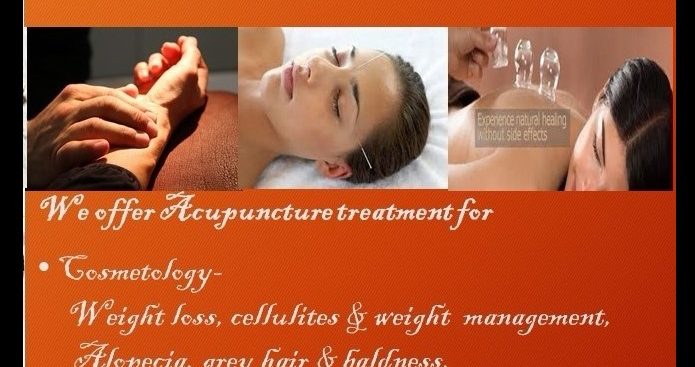 Experience natural healing
without side effects
We offer Acupuncture treatment for
• Cosmetology-
Weight loss, cellulites & weight management,
Alopecia, grey hair & baldness.